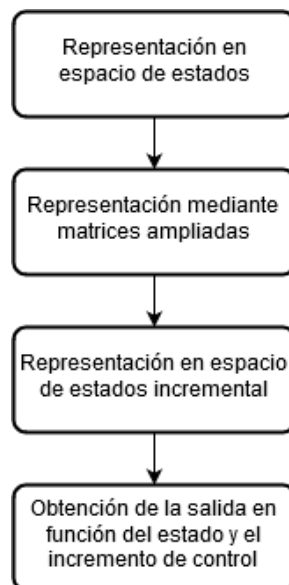 Representación en
espacio de estados
Representación mediante
matrices ampliadas
Representación en espacio
de estados incremental
Obtención de la salida en
función del estado y el
incremento de control